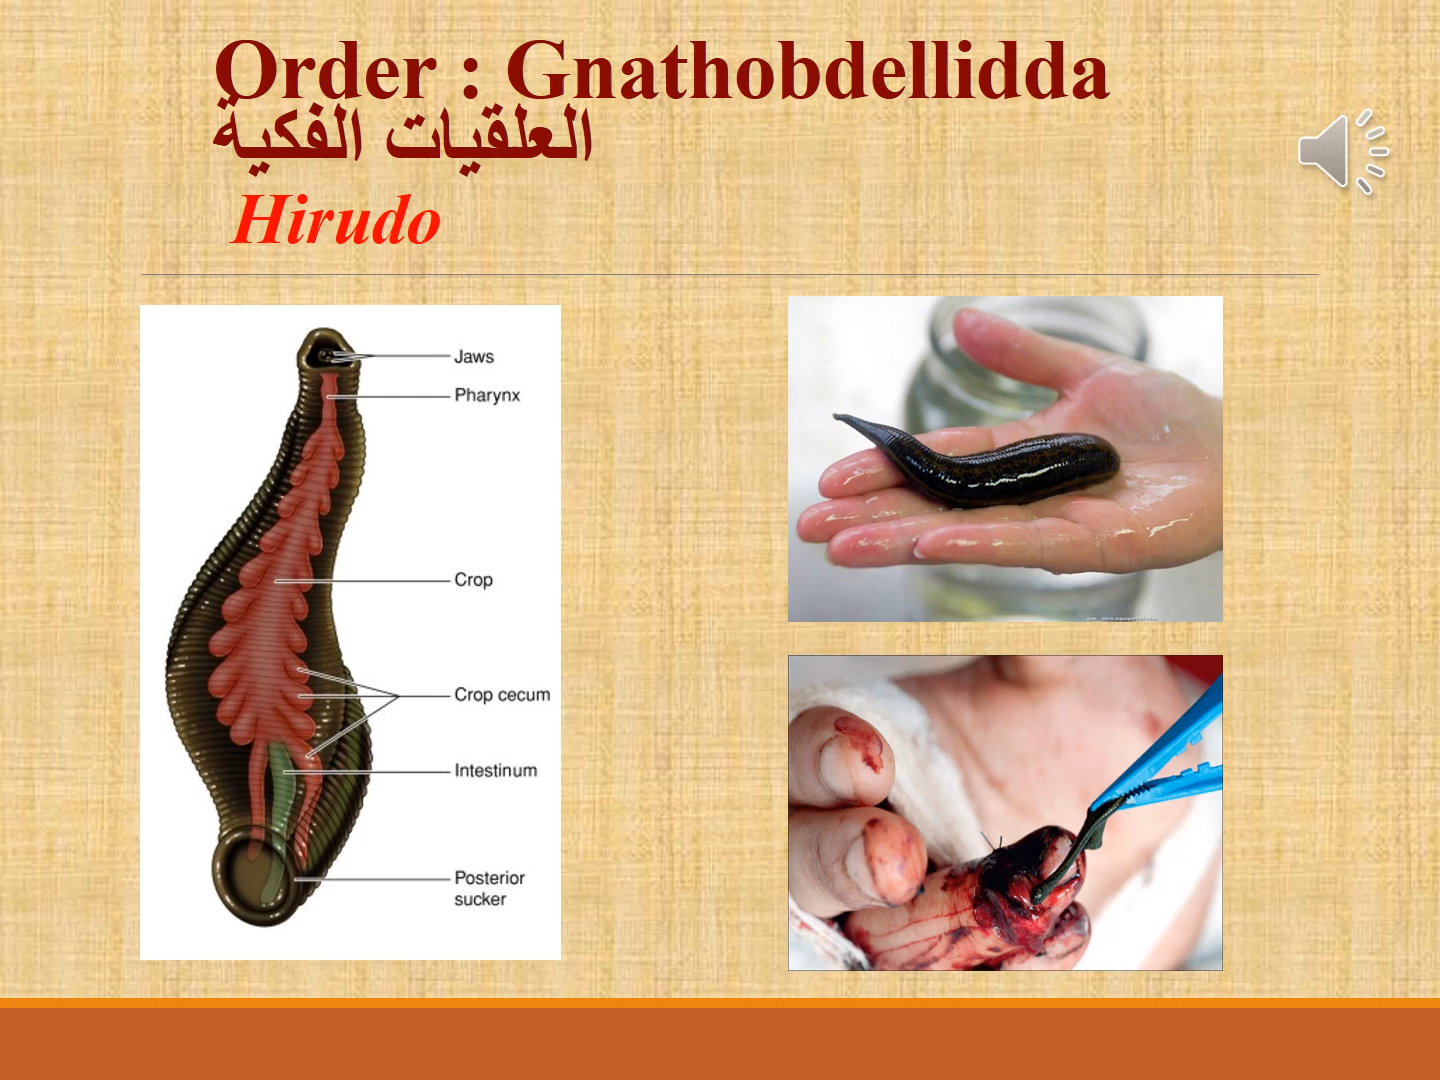 Order : Gnathobdellidda
العلقيات الفكية
Hirudo
Jaws
Pharynx
Crop
Crop cecum
Intestinum
Posterior
sucker